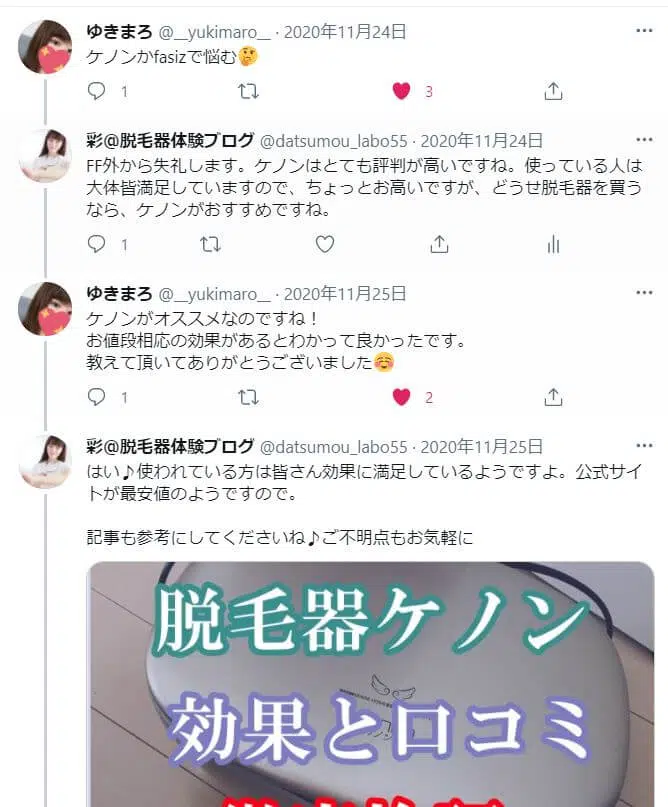 ゆきまろ @__yukimaro__ · 2020年11月24日
ケノンかfasizで悩む🤔
1 3
彩@脱毛器体験ブログ @datsumou_labo55 · 2020年11月24日
FF外から失礼します。ケノンはとても評判が高いですね。使っている人は
大体皆満足していますので、ちょっとお高いですが、どうせ脱毛器を買う
なら、ケノンがおすすめですね。
1
ゆきまろ @__yukimaro__ · 2020年11月25日
ケノンがオススメなのですね！
お値段相応の効果があるとわかって良かったです。
教えて頂いてありがとうございました☺️
1 2
彩@脱毛器体験ブログ @datsumou_labo55 · 2020年11月25日
はい♪使われている方は皆さん効果に満足しているようですよ。公式サイ
トが最安値のようですので。
記事も参考にしてくださいね♪ご不明点もお気軽に
脱毛器ケノン
効果と口コミ